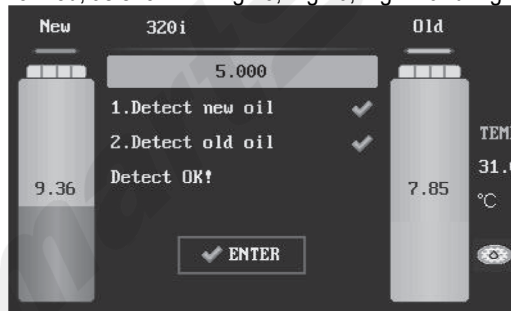 New 320i Old
5.000
1.Detect new oil
2.Detect old oil
Detect OK!
9.36
7.85
31.
°C
ENTER